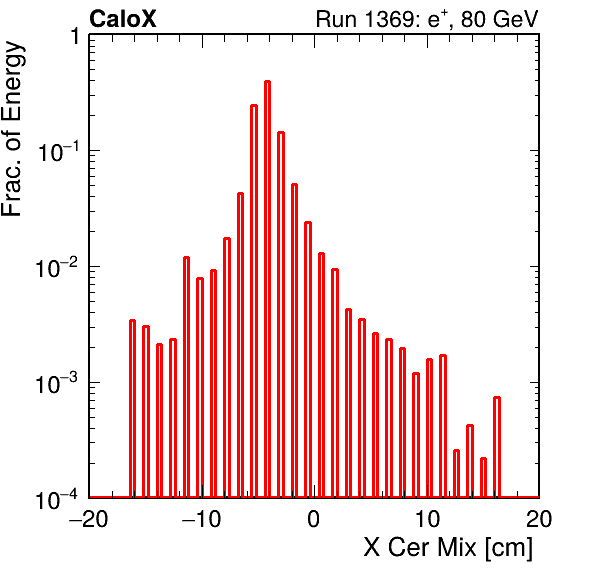 CaloX Run 1369: e⁺, 80 GeV
Frac. of Energy
1
10⁻¹
10⁻²
10⁻³
10⁻⁴
−20 −10 0 10 20
X Cer Mix [cm]